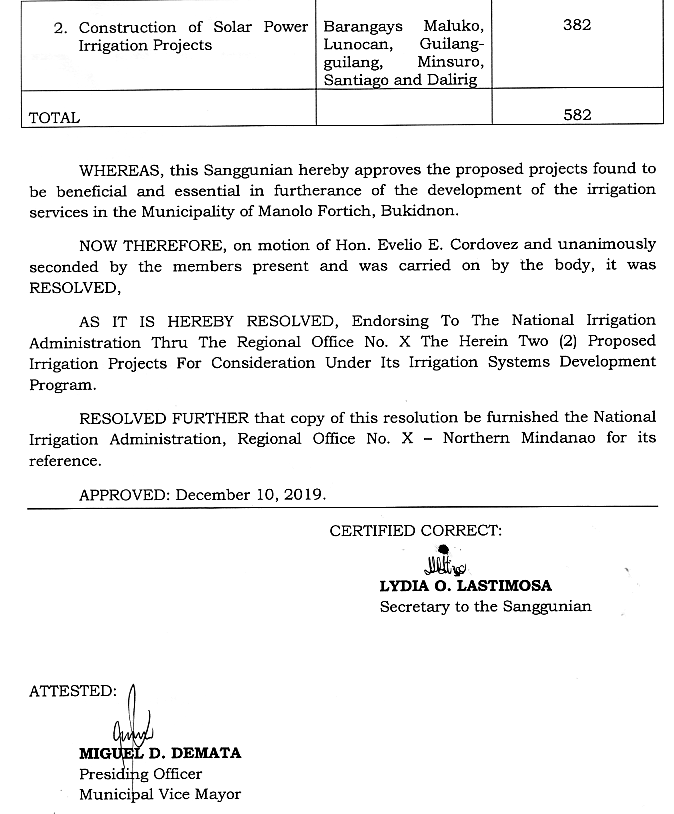 2. Construction of Solar Power Irrigation Projects
Barangays Maluko, Lunocan, Guilang-guilang, Minsuro, Santiago and Dalirig
382
TOTAL
582
WHEREAS, this Sanggunian hereby approves the proposed projects found to
be beneficial and essential in furtherance of the development of the irrigation
services in the Municipality of Manolo Fortich, Bukidnon.
NOW THEREFORE, on motion of Hon. Evelio E. Cordovez and unanimously
seconded by the members present and was carried on by the body, it was
RESOLVED,
AS IT IS HEREBY RESOLVED, Endorsing To The National Irrigation
Administration Thru The Regional Office No. X The Herein Two (2) Proposed
Irrigation Projects For Consideration Under Its Irrigation Systems Development
Program.
RESOLVED FURTHER that copy of this resolution be furnished the National
Irrigation Administration, Regional Office No. X – Northern Mindanao for its
reference.
APPROVED: December 10, 2019.
CERTIFIED CORRECT:
LYDIA O. LASTIMOSA
Secretary to the Sanggunian
ATTESTED:
MIGUEL D. DEMATA
Presiding Officer
Municipal Vice Mayor